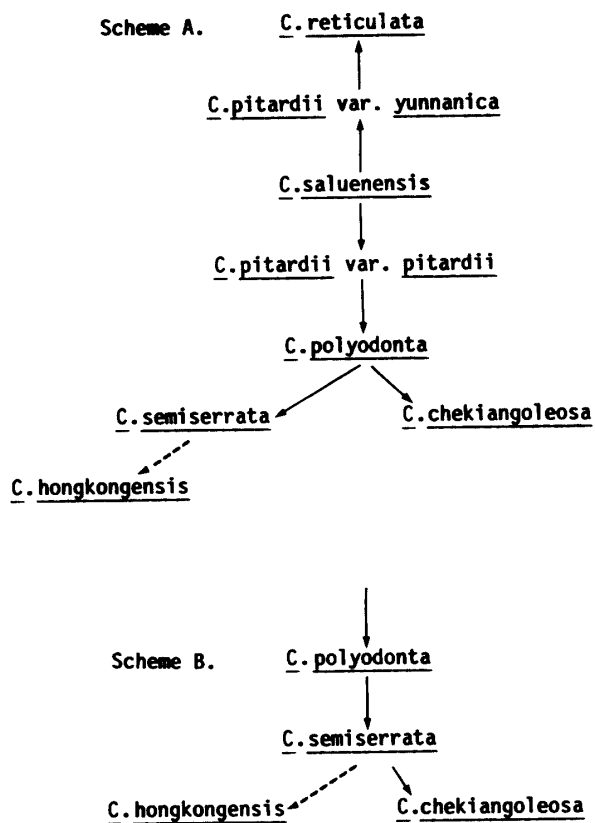 Scheme A. C.reticulata
C.pitardii var. yunnanica
C.saluenensis
C.pitardii var. pitardii
C.polyodonta
C.semiserrata C.chekiangoleosa
C.hongkongensis
Scheme B. C.polyodonta
C.semiserrata
C.hongkongensis C.chekiangoleosa